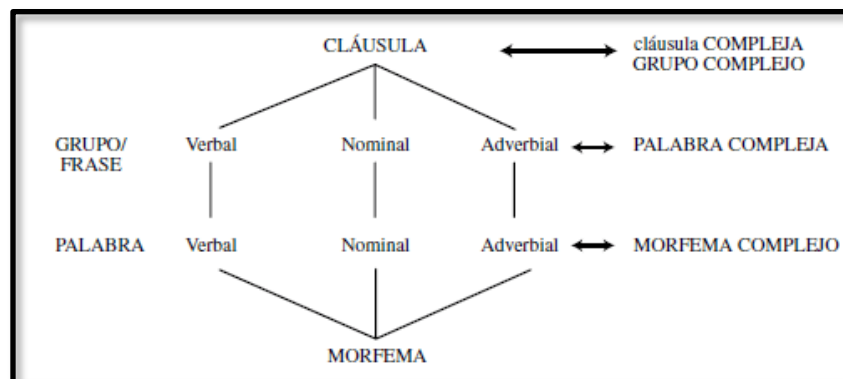 CLÁUSULA
cláusula COMPLEJA
GRUPO COMPLEJO
GRUPO/ Verbal Nominal Adverbial PALABRA COMPLEJA
FRASE
PALABRA Verbal Nominal Adverbial MORFEMA COMPLEJO
MORFEMA